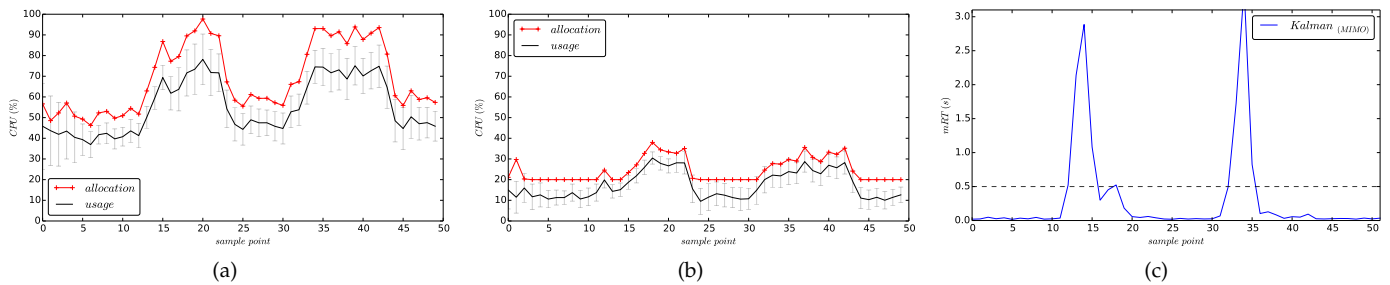 100
90
80
70
60
50
40
30
20
10
0
CPU (%)
allocation
usage
0 5 10 15 20 25 30 35 40 45 50
sample point
(a)
100
90
80
70
60
50
40
30
20
10
0
CPU (%)
allocation
usage
0 5 10 15 20 25 30 35 40 45 50
sample point
(b)
3.0
2.5
2.0
1.5
1.0
0.5
0.0
mRT (s)
Kalman (MIMO)
0 5 10 15 20 25 30 35 40 45 50
sample point
(c)